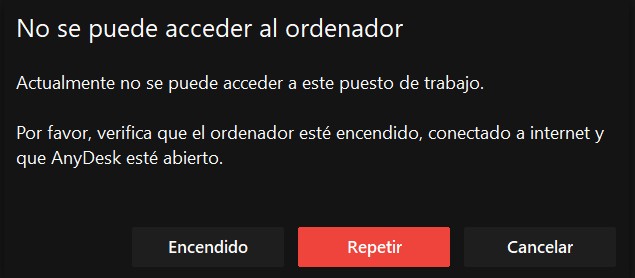 No se puede acceder al ordenador
Actualmente no se puede acceder a este puesto de trabajo.
Por favor, verifica que el ordenador esté encendido, conectado a internet y
que AnyDesk esté abierto.
Encendido
Repetir
Cancelar